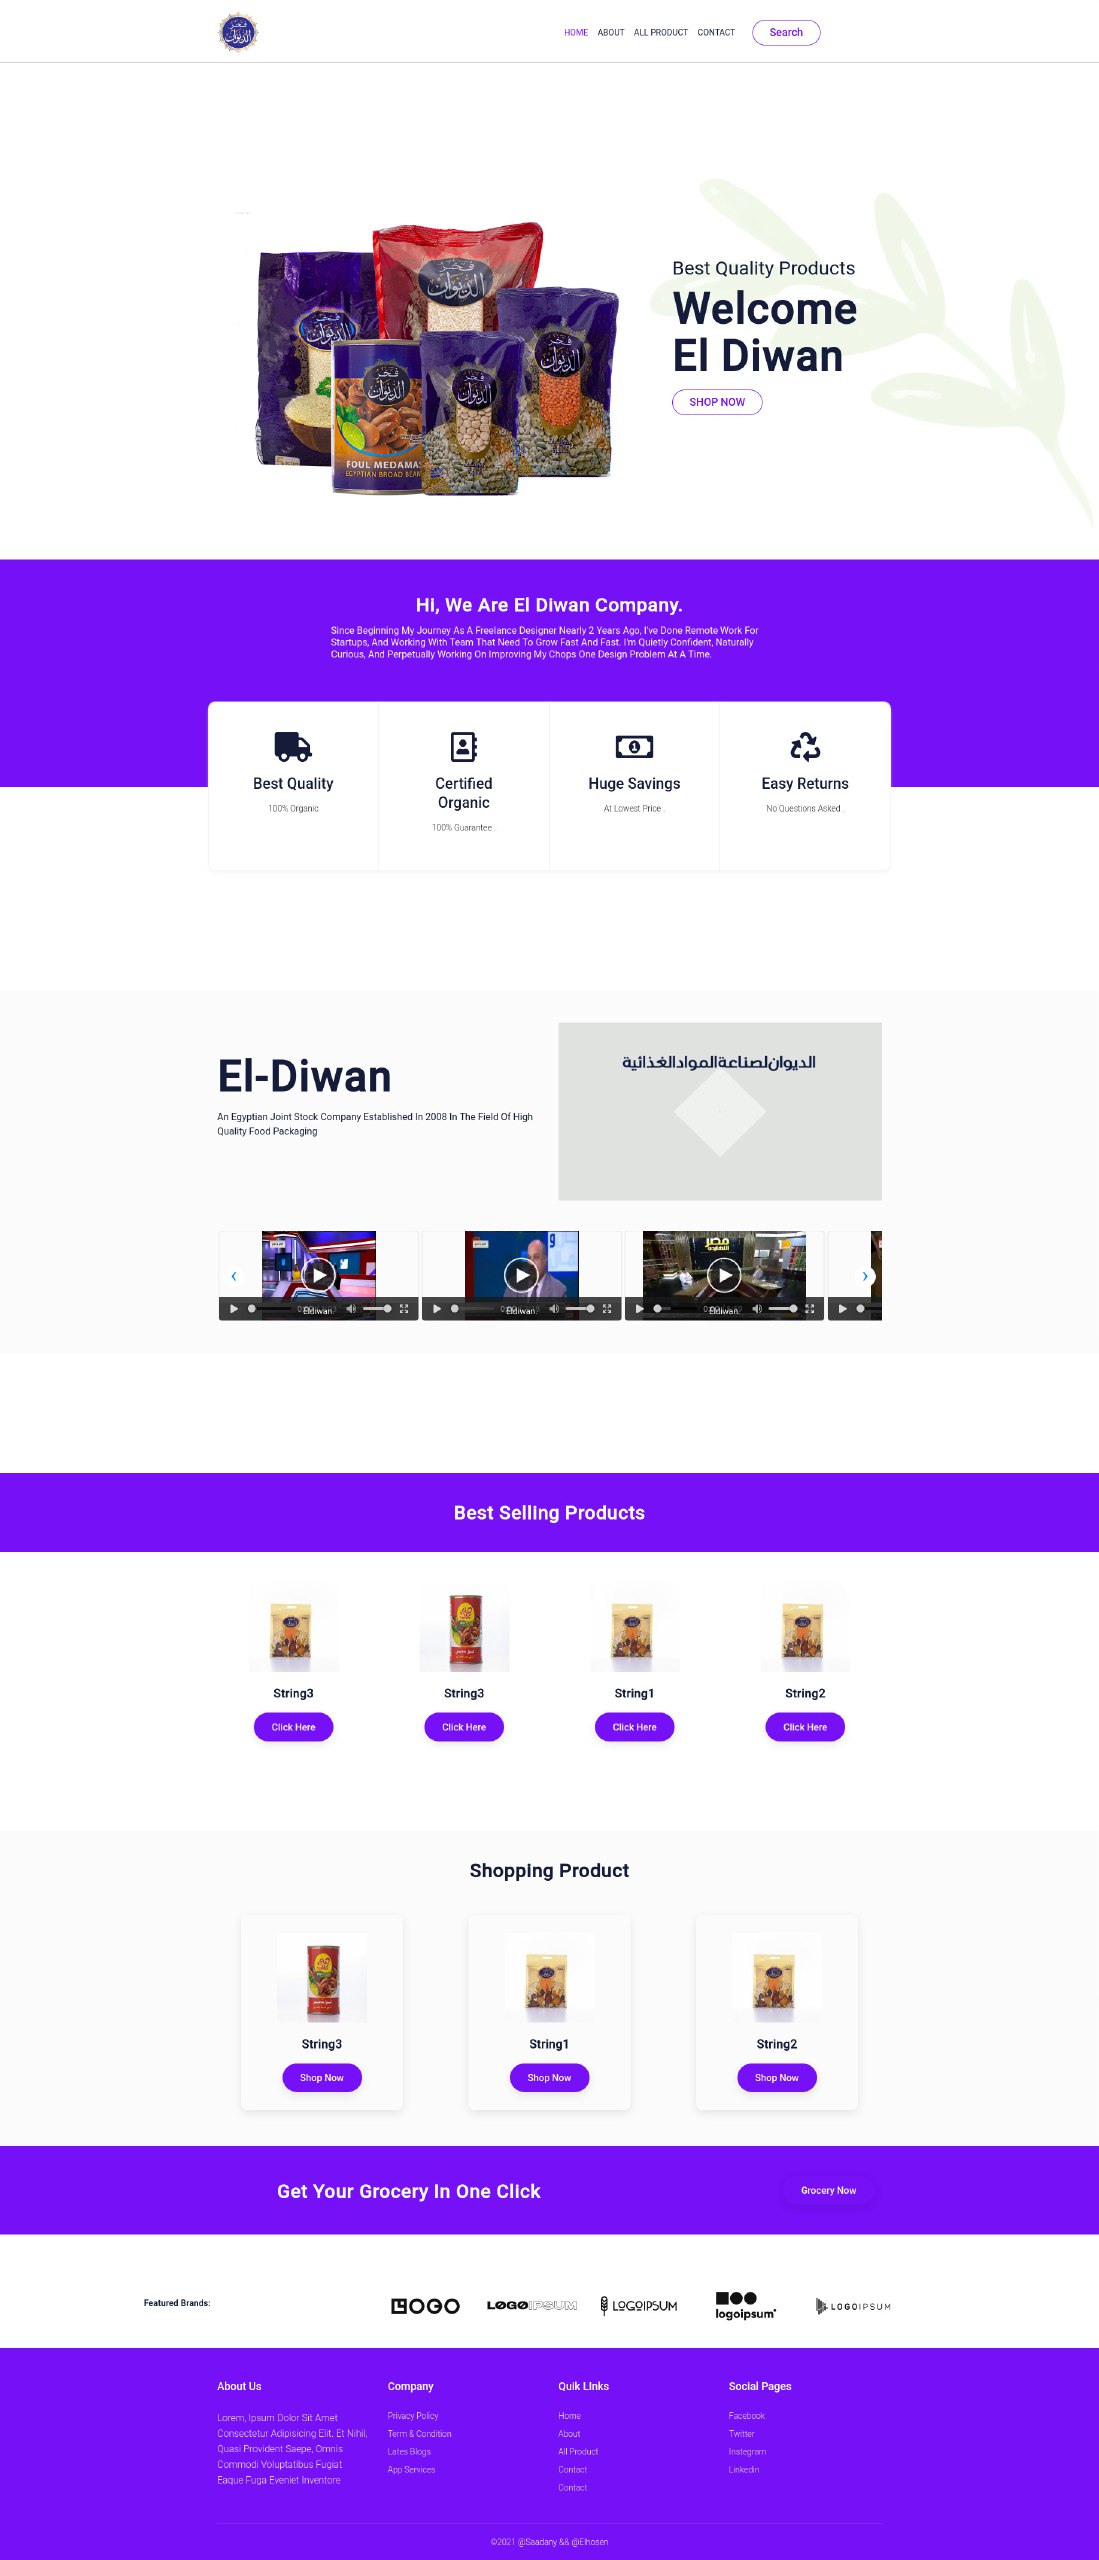 HOME ABOUT ALL PRODUCT CONTACT Search
فخر
الديوان
FOUL MEDAMAS
EGYPTIAN BROAD BEAN
Best Quality Products
Welcome
El Diwan
SHOP NOW
Hi, We Are El Diwan Company.
Since Beginning My Journey As A Freelance Designer Nearly 2 Years Ago, I've Done Remote Work For
Startups, And Working With Team That Need To Grow Fast And Fast. I'm Quietly Confident, Naturally
Curious, And Perpetually Working On Improving My Chops One Design Problem At A Time.
Best Quality
100% Organic
Certified
Organic
100% Guarantee .
Huge Savings
At Lowest Price .
Easy Returns
No Questions Asked .
El-Diwan
An Egyptian Joint Stock Company Established In 2008 In The Field Of High
Quality Food Packaging
الديوان لصناعة المواد الغذائية
Eldiwan.
Eldiwan.
Eldiwan.
Best Selling Products
String3
Click Here
String3
Click Here
String1
Click Here
String2
Click Here
Shopping Product
String3
Shop Now
String1
Shop Now
String2
Shop Now
Get Your Grocery In One Click
Grocery Now
Featured Brands:
LOGO
LOGOIPSUM
LOGOIPSUM
logoipsum
LOGOIPSUM
About Us
Lorem, Ipsum Dolor Sit Amet
Consectetur Adipisicing Elit. Et Nihil,
Quasi Provident Saepe, Omnis
Commodi Voluptatibus Fugiat
Eaque Fuga Eveniet Inventore
Company
Privacy Policy
Term & Condition
Lates Blogs
App Services
Quik LInks
Home
About
All Product
Contact
Contact
Social Pages
Facebook
Twitter
Instegram
Linkedin
©2021 @Saadany && @Elhosen